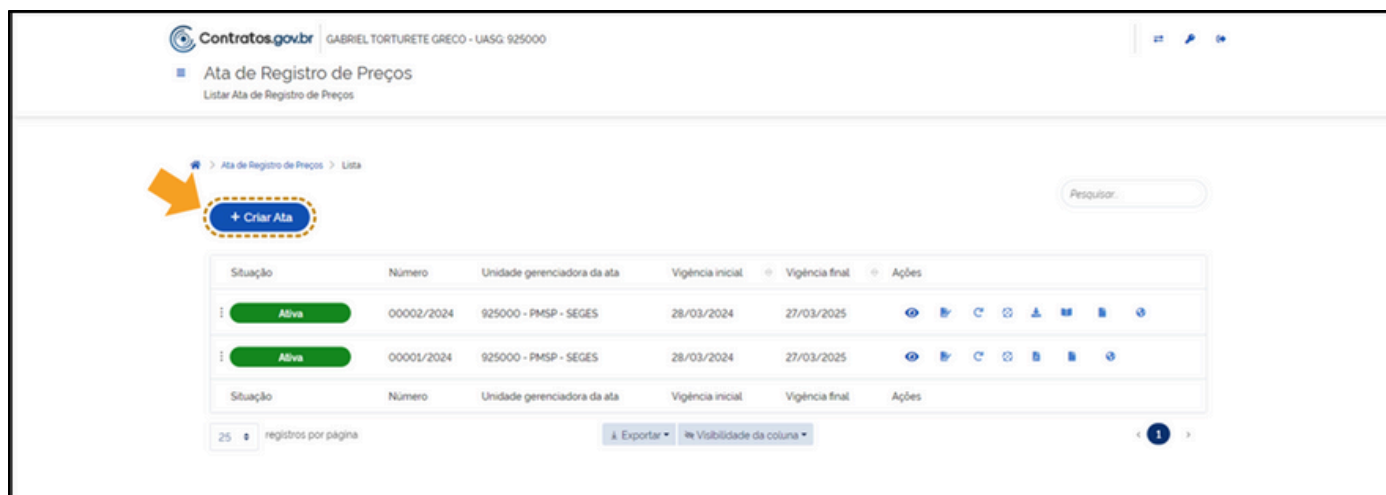 Contratos.gov.br GABRIEL TORTURETE GRECO - UASG: 925000
Ata de Registro de Preços
Listar Ata de Registro de Preços
> Ata de Registro de Preços > Lista
Pesquisar...
+ Criar Ata
Situação Número Unidade gerenciadora da ata Vigência inicial Vigência final Ações
Ativa 00002/2024 925000 - PMSP - SEGES 28/03/2024 27/03/2025
Ativa 00001/2024 925000 - PMSP - SEGES 28/03/2024 27/03/2025
Situação Número Unidade gerenciadora da ata Vigência inicial Vigência final Ações
25 registros por página Exportar Visibilidade da coluna < 1 >